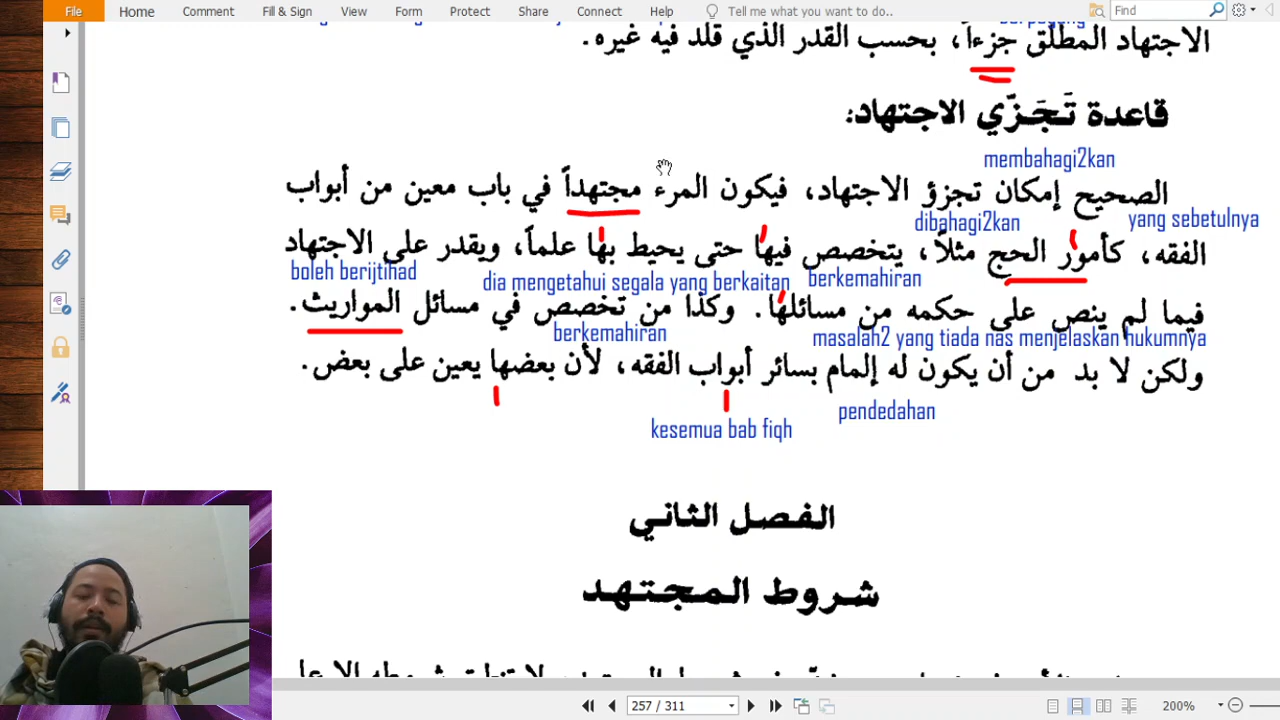 File Home Comment Fill & Sign View Form Protect Share Connect Help Tell me what you want to do.. Find
الاجتهاد المطلق جزءاً، بحسب القدر الذي قلد فيه غيره.
قاعدة تَجَزّي الاجتهاد:
membahagi2kan
الصحيح إمكان تجزؤ الاجتهاد، فيكون المرء مجتهداً في باب معين من أبواب
yang sebetulnya
dibahagi2kan
الفقه، كأمور الحج مثلاً، يتخصص فيها حتى يحيط بها علماً، ويقدر على الاجتهاد
boleh berijtihad
dia mengetahui segala yang berkaitan
berkemahiran
فيما لم ينص على حكمه من مسائلها. وكذا من تخصص في مسائل المواريث.
berkemahiran
masalah2 yang tiada nas menjelaskan hukumnya
ولكن لا بد من أن يكون له إلمام بسائر أبواب الفقه، لأن بعضها يعين على بعض.
pendedahan
kesemua bab fiqh
الفصل الثاني
شروط المجتهد
257 / 311
200%